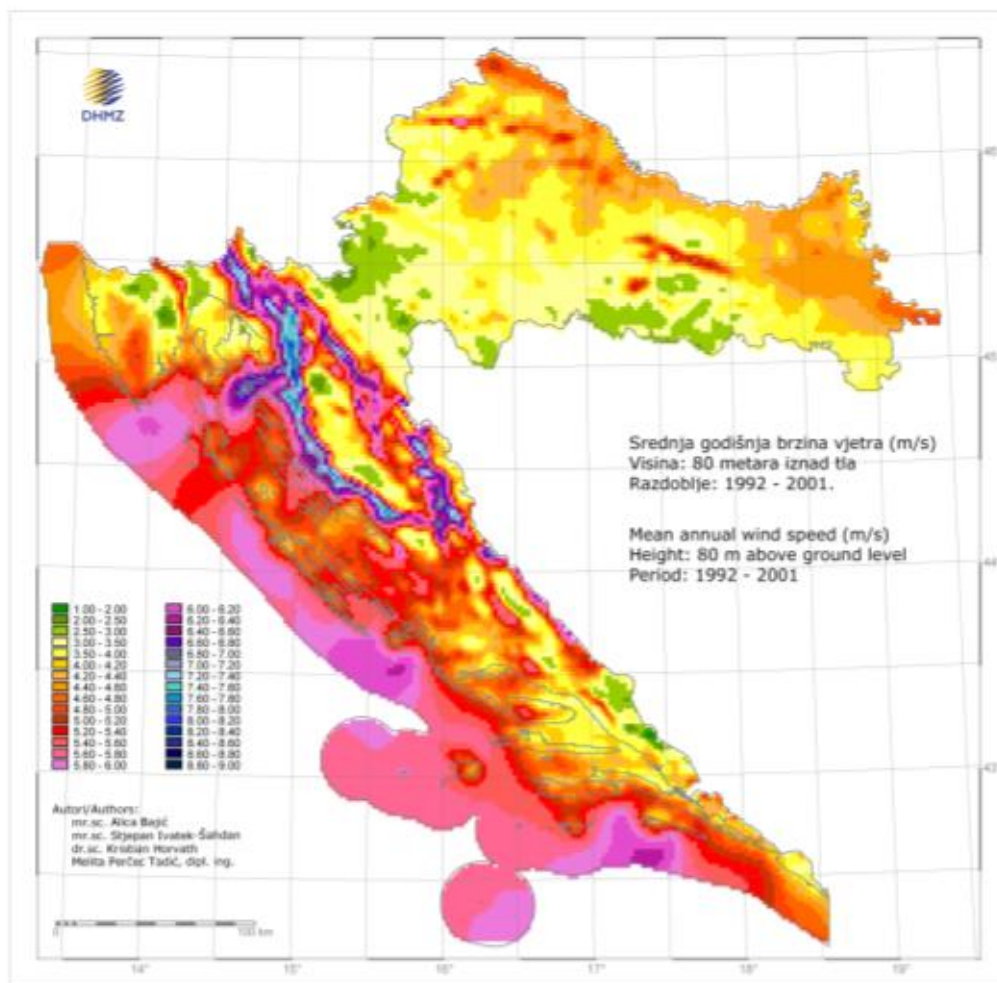 DHMZ
Srednja godišnja brzina vjetra (m/s)
Visina: 80 metara iznad tla
Razdoblje: 1992 - 2001.
Mean annual wind speed (m/s)
Height: 80 m above ground level
Period: 1992 - 2001
1.00 - 2.00
2.00 - 2.50
2.50 - 3.00
3.00 - 3.50
3.50 - 4.00
4.00 - 4.20
4.20 - 4.40
4.40 - 4.60
4.60 - 4.80
4.80 - 5.00
5.00 - 5.20
5.20 - 5.40
5.40 - 5.60
5.60 - 5.80
5.80 - 6.00
6.00 - 6.20
6.20 - 6.40
6.40 - 6.60
6.60 - 6.80
6.80 - 7.00
7.00 - 7.20
7.20 - 7.40
7.40 - 7.60
7.60 - 7.80
7.80 - 8.00
8.00 - 8.20
8.20 - 8.40
8.40 - 8.60
8.60 - 8.80
8.80 - 9.00
Autori/Authors:
mr.sc. Alica Bajić
mr.sc. Stjepan Ivatek-Šahdan
dr.sc. Kristian Horvath
Melita Perčec Tadić, dipl. ing.
0 100 km
14° 15° 16° 17° 18° 19°